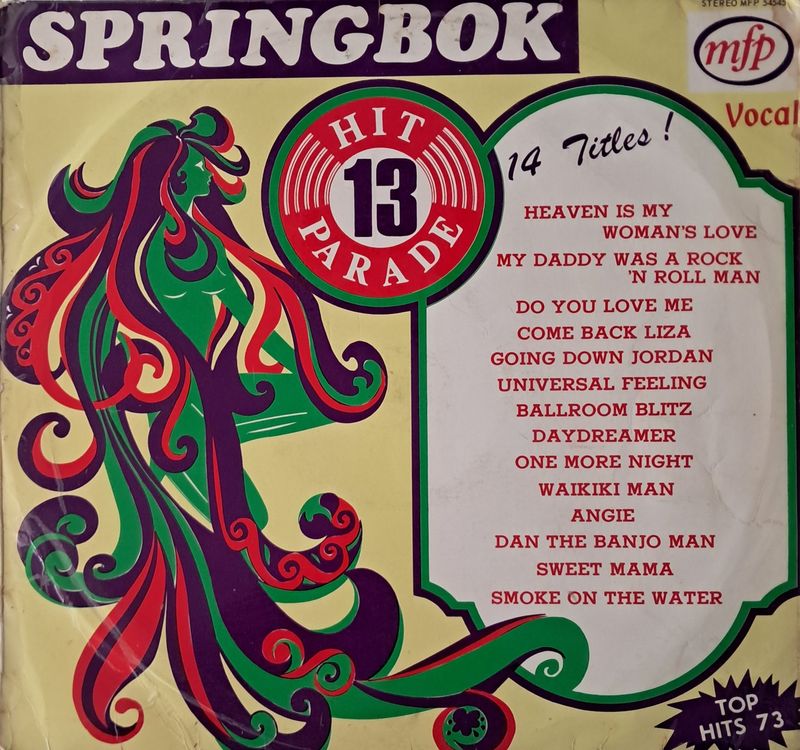 STEREO MFP 54545
SPRINGBOK
mfp
Vocal
HIT
13
PARADE
14 Titles!
HEAVEN IS MY
WOMAN'S LOVE
MY DADDY WAS A ROCK
'N ROLL MAN
DO YOU LOVE ME
COME BACK LIZA
GOING DOWN JORDAN
UNIVERSAL FEELING
BALLROOM BLITZ
DAYDREAMER
ONE MORE NIGHT
WAIKIKI MAN
ANGIE
DAN THE BANJO MAN
SWEET MAMA
SMOKE ON THE WATER
TOP
HITS 73